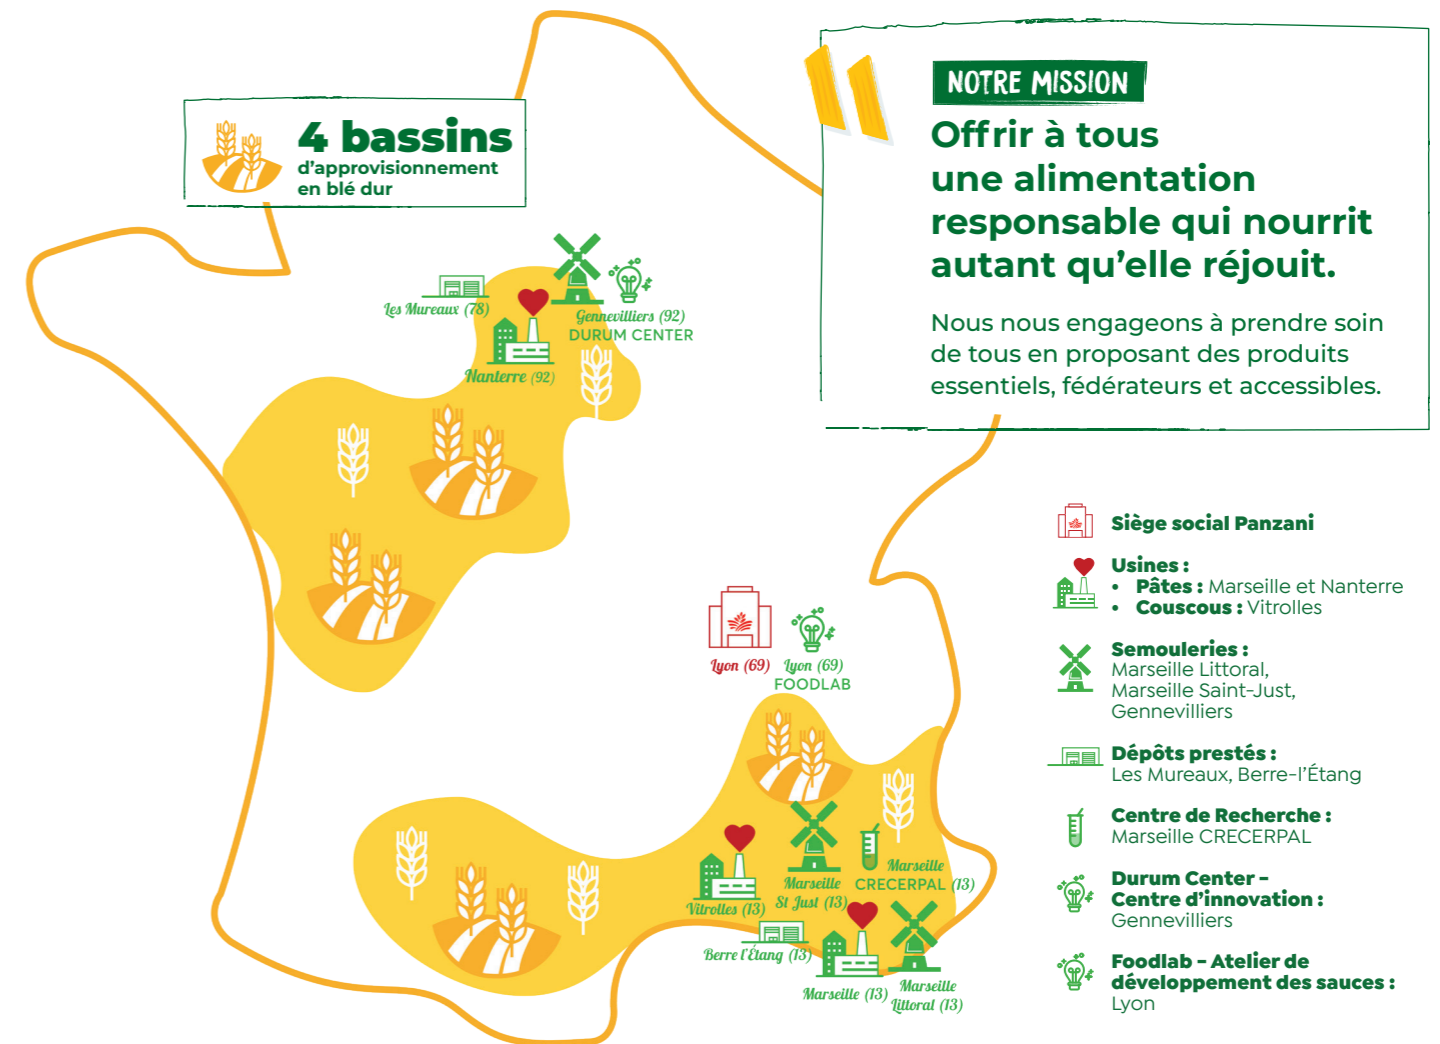 4 bassins
d'approvisionnement
en blé dur
NOTRE MISSION
Offrir à tous
une alimentation
responsable qui nourrit
autant qu'elle réjouit.
Nous nous engageons à prendre soin
de tous en proposant des produits
essentiels, fédérateurs et accessibles.
Les Mureaux (78)
Gennevilliers (92)
DURUM CENTER
Nanterre (92)
Lyon (69)
Lyon (69)
FOODLAB
Vitrolles (13)
Marseille
St Just (13)
Marseille
CRECERPAL (13)
Berre l'Étang (13)
Marseille (13)
Marseille
littoral (13)
Siège social Panzani
Usines :
• Pâtes : Marseille et Nanterre
• Couscous : Vitrolles
Semouleries :
Marseille Littoral,
Marseille Saint-Just,
Gennevilliers
Dépôts prestés :
Les Mureaux, Berre-l'Étang
Centre de Recherche :
Marseille CRECERPAL
Durum Center –
Centre d'innovation :
Gennevilliers
Foodlab - Atelier de
développement des sauces :
Lyon